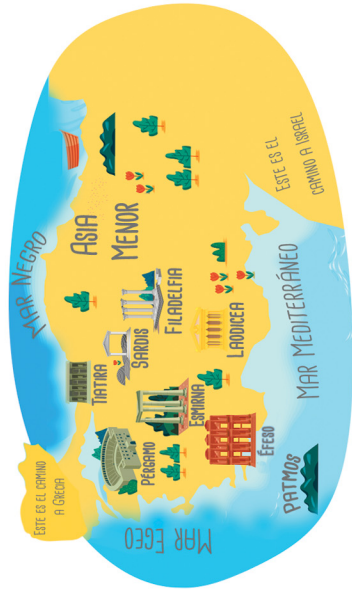 MAR NEGRO
ASIA
MENOR
ESTE ES EL CAMINO
A GRECIA
TIATIRA
SARDIS
FILADELFIA
PÉRGAMO
ESMIRNA
LAODICEA
ÉFESO
MAR EGEO
PATMOS
MAR MEDITERRÁNEO
ESTE ES EL
CAMINO A ISRAEL